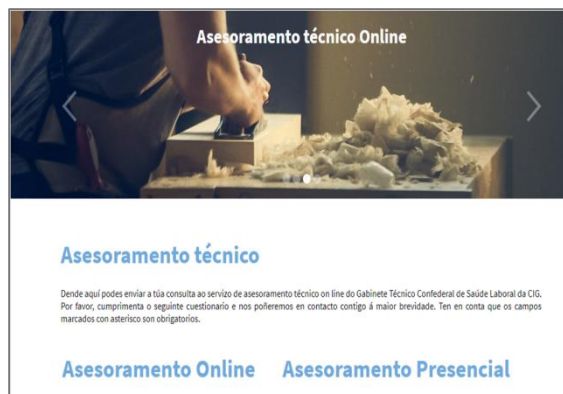 Asesoramento técnico Online
Asesoramento técnico
Dende aquí podes enviar a túa consulta ao servizo de asesoramento técnico on line do Gabinete Técnico Confederal de Saúde Laboral da CIG.
Por favor, cumprimenta o seguinte cuestionario e nos poñeremos en contacto contigo á maior brevidade. Ten en conta que os campos
marcados con asterisco son obrigatorios.
Asesoramento Online Asesoramento Presencial